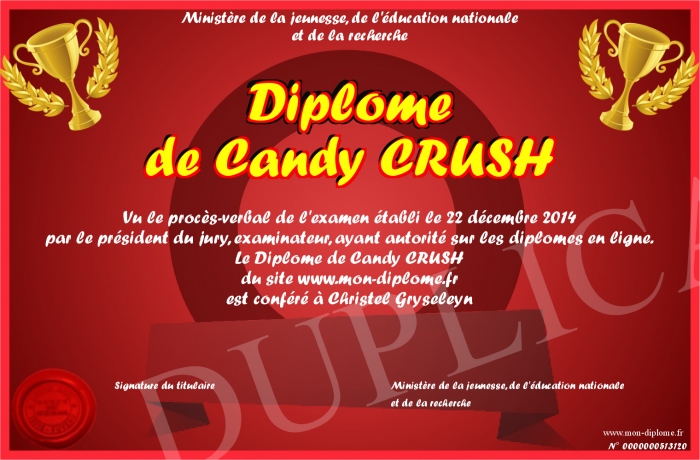 Ministère de la jeunesse, de l'éducation nationale
et de la recherche
Diplome
de Candy CRUSH
Vu le procès-verbal de l'examen établi le 22 décembre 2014
par le président du jury, examinateur, ayant autorité sur les diplomes en ligne.
Le Diplome de Candy CRUSH
du site www.mon-diplome.fr
est conféré à Christel Gryseleyn
DUPLICA
Signature du titulaire
Ministère de la jeunesse, de l'éducation nationale
et de la recherche
www.mon-diplome.fr
N° 0000000513120